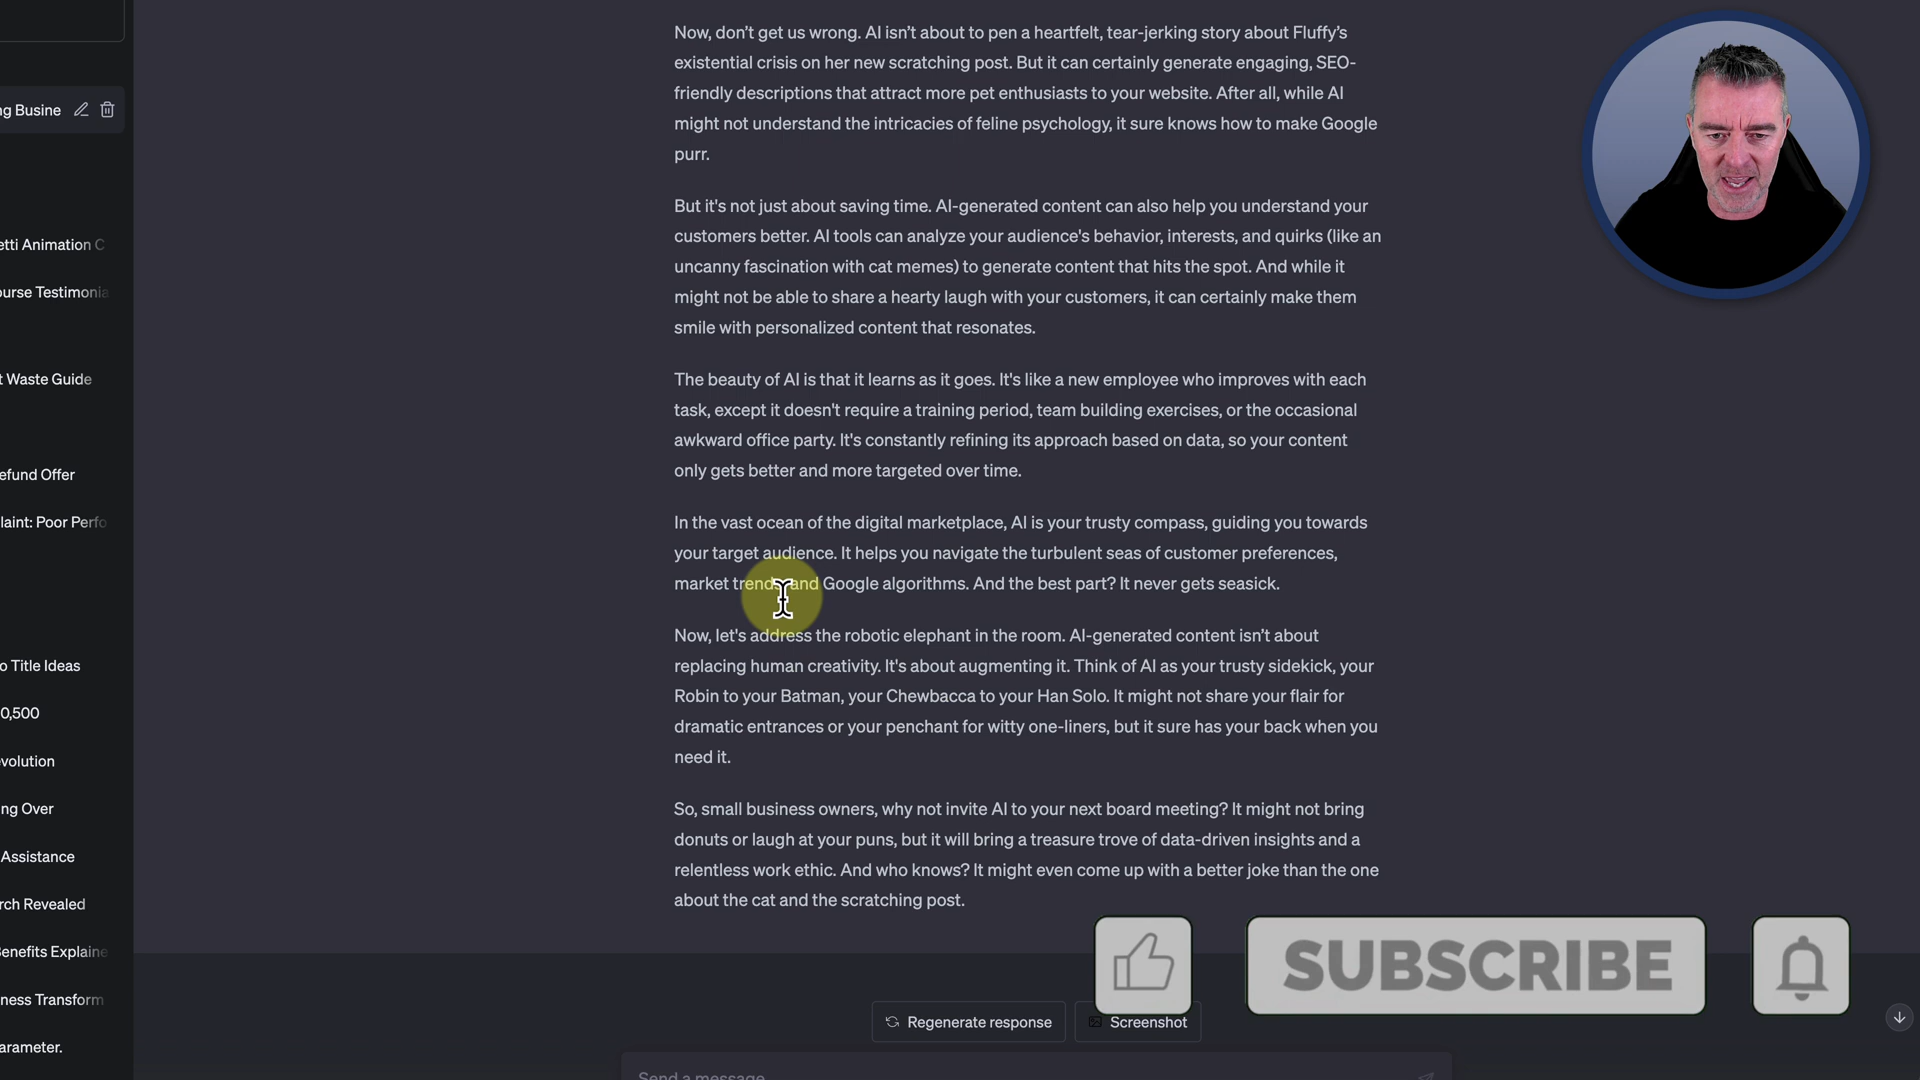 Now, don't get us wrong. AI isn't about to pen a heartfelt, tear-jerking story about Fluffy's
existential crisis on her new scratching post. But it can certainly generate engaging, SEO-
friendly descriptions that attract more pet enthusiasts to your website. After all, while AI
might not understand the intricacies of feline psychology, it sure knows how to make Google
purr.
But it's not just about saving time. AI-generated content can also help you understand your
customers better. AI tools can analyze your audience's behavior, interests, and quirks (like an
uncanny fascination with cat memes) to generate content that hits the spot. And while it
might not be able to share a hearty laugh with your customers, it can certainly make them
smile with personalized content that resonates.
The beauty of AI is that it learns as it goes. It's like a new employee who improves with each
task, except it doesn't require a training period, team building exercises, or the occasional
awkward office party. It's constantly refining its approach based on data, so your content
only gets better and more targeted over time.
In the vast ocean of the digital marketplace, AI is your trusty compass, guiding you towards
your target audience. It helps you navigate the turbulent seas of customer preferences,
market trends and Google algorithms. And the best part? It never gets seasick.
Now, let's address the robotic elephant in the room. AI-generated content isn't about
replacing human creativity. It's about augmenting it. Think of AI as your trusty sidekick, your
Robin to your Batman, your Chewbacca to your Han Solo. It might not share your flair for
dramatic entrances or your penchant for witty one-liners, but it sure has your back when you
need it.
So, small business owners, why not invite AI to your next board meeting? It might not bring
donuts or laugh at your puns, but it will bring a treasure trove of data-driven insights and a
relentless work ethic. And who knows? It might even come up with a better joke than the one
about the cat and the scratching post.
ng Busine
etti Animation C
ourse Testimonia
t Waste Guide
efund Offer
laint: Poor Perfo
o Title Ideas
0,500
evolution
ng Over
Assistance
rch Revealed
Benefits Explaine
ness Transform
arameter.
SUBSCRIBE
Regenerate response
Screenshot
Send a message